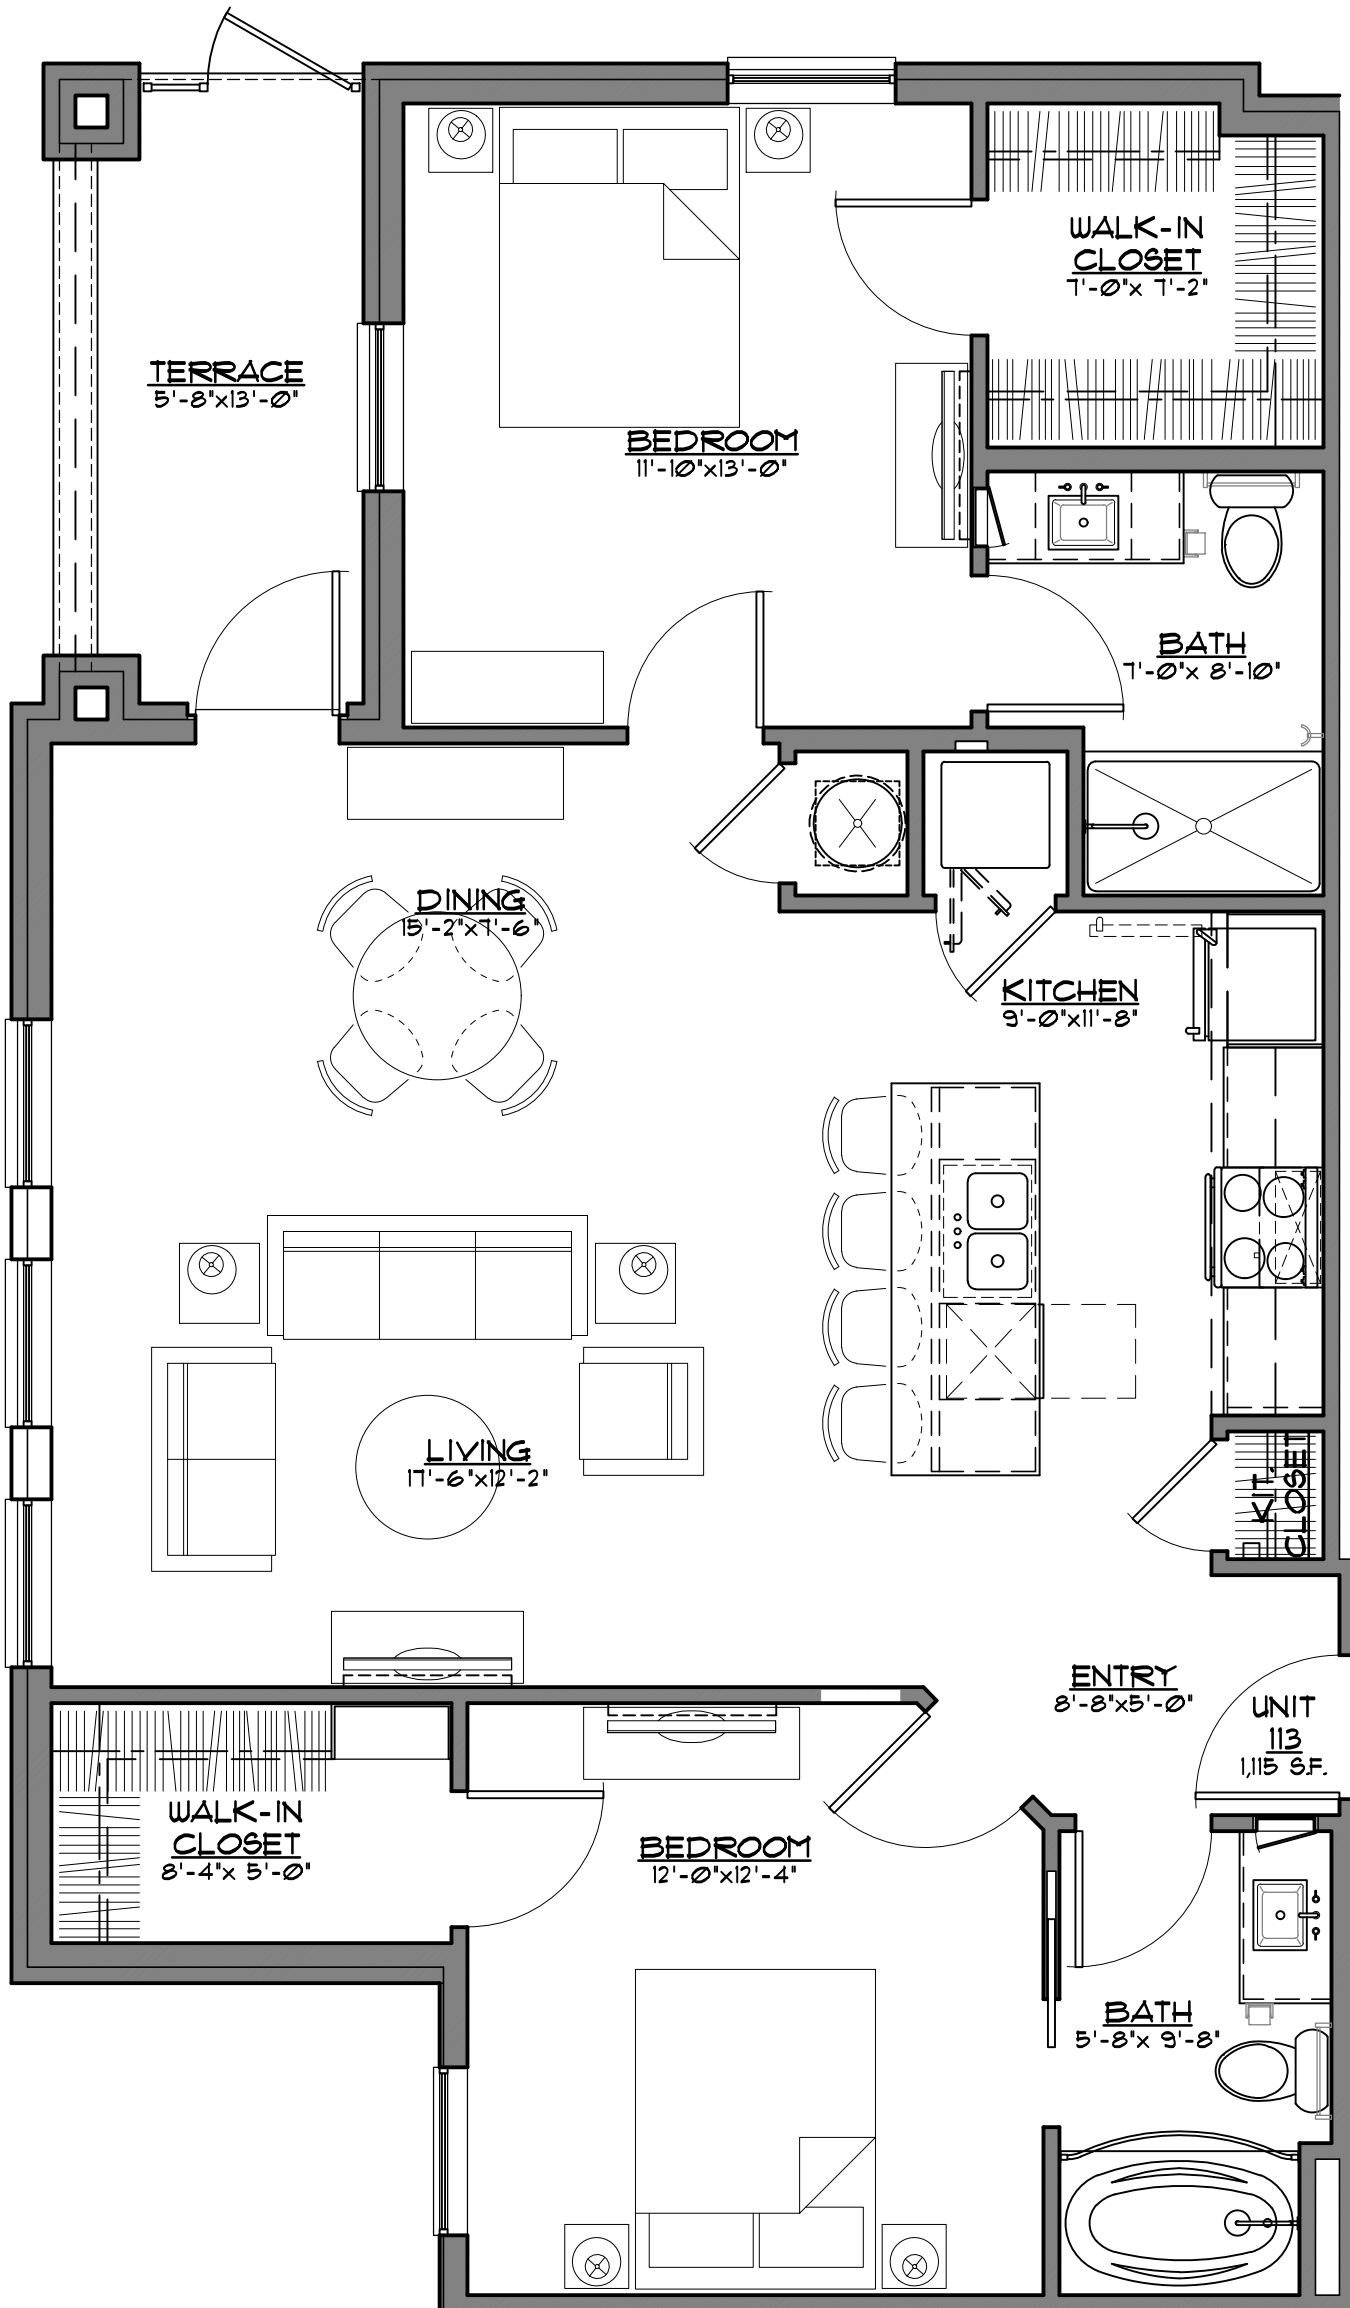 WALK-IN
CLOSET
7'-0"x 7'-2"
TERRACE
5'-8"x13'-0"
BEDROOM
11'-10"x13'-0"
BATH
7'-0"x 8'-10"
DINING
15'-2"x7'-6"
KITCHEN
9'-0"x11'-8"
LIVING
17'-6"x12'-2"
KIT.
CLOSET
ENTRY
8'-8"x5'-0"
UNIT
113
1,115 S.F.
WALK-IN
CLOSET
8'-4"x 5'-0"
BEDROOM
12'-0"x12'-4"
BATH
5'-8"x 9'-8"